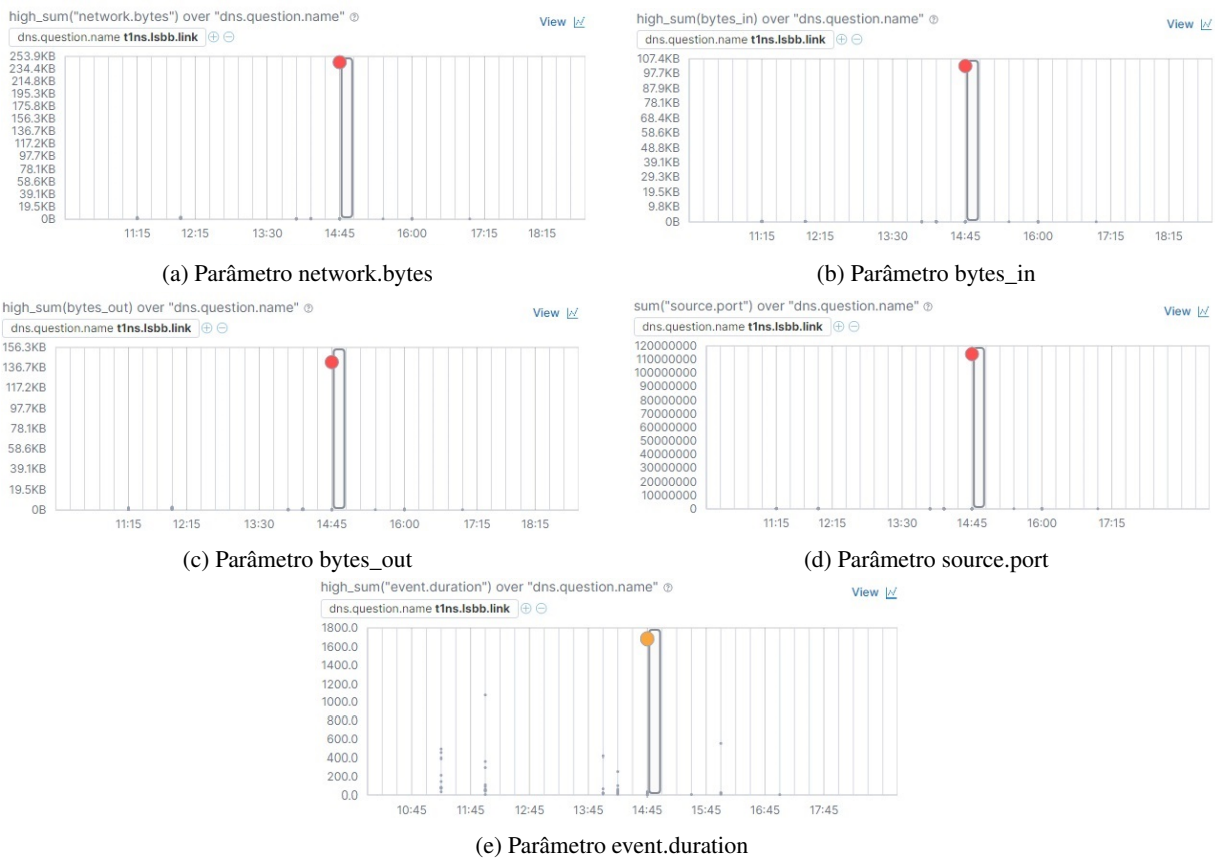 high_sum("network.bytes") over "dns.question.name"
View
dns.question.name t1ns.lsbb.link
253.9KB
234.4KB
214.8KB
195.3KB
175.8KB
156.3KB
136.7KB
117.2KB
97.7KB
78.1KB
58.6KB
39.1KB
19.5KB
0B
11:15 12:15 13:30 14:45 16:00 17:15 18:15
(a) Parâmetro network.bytes
high_sum(bytes_in) over "dns.question.name"
View
dns.question.name t1ns.lsbb.link
107.4KB
97.7KB
87.9KB
78.1KB
68.4KB
58.6KB
48.8KB
39.1KB
29.3KB
19.5KB
9.8KB
0B
11:15 12:15 13:30 14:45 16:00 17:15 18:15
(b) Parâmetro bytes_in
high_sum(bytes_out) over "dns.question.name"
View
dns.question.name t1ns.lsbb.link
156.3KB
136.7KB
117.2KB
97.7KB
78.1KB
58.6KB
39.1KB
19.5KB
0B
11:15 12:15 13:30 14:45 16:00 17:15 18:15
(c) Parâmetro bytes_out
sum("source.port") over "dns.question.name"
View
dns.question.name t1ns.lsbb.link
120000000
110000000
100000000
90000000
80000000
70000000
60000000
50000000
40000000
30000000
20000000
10000000
0
11:15 12:15 13:30 14:45 16:00 17:15
(d) Parâmetro source.port
high_sum("event.duration") over "dns.question.name"
View
dns.question.name t1ns.lsbb.link
1800.0
1600.0
1400.0
1200.0
1000.0
800.0
600.0
400.0
200.0
0.0
10:45 11:45 12:45 13:45 14:45 15:45 16:45 17:45
(e) Parâmetro event.duration